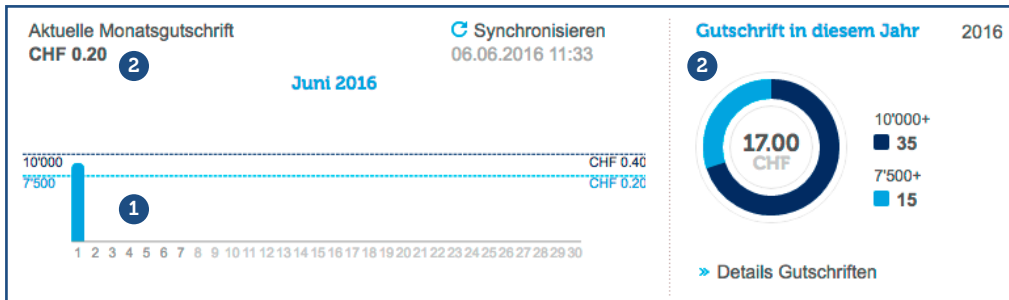 Aktuelle Monatsgutschrift
CHF 0.20
2
Synchronisieren
06.06.2016 11:33
Juni 2016
10'000
CHF 0.40
7'500
CHF 0.20
1
1 2 3 4 5 6 7 8 9 10 11 12 13 14 15 16 17 18 19 20 21 22 23 24 25 26 27 28 29 30
Gutschrift in diesem Jahr
2016
2
17.00
CHF
10'000+
35
7'500+
15
» Details Gutschriften